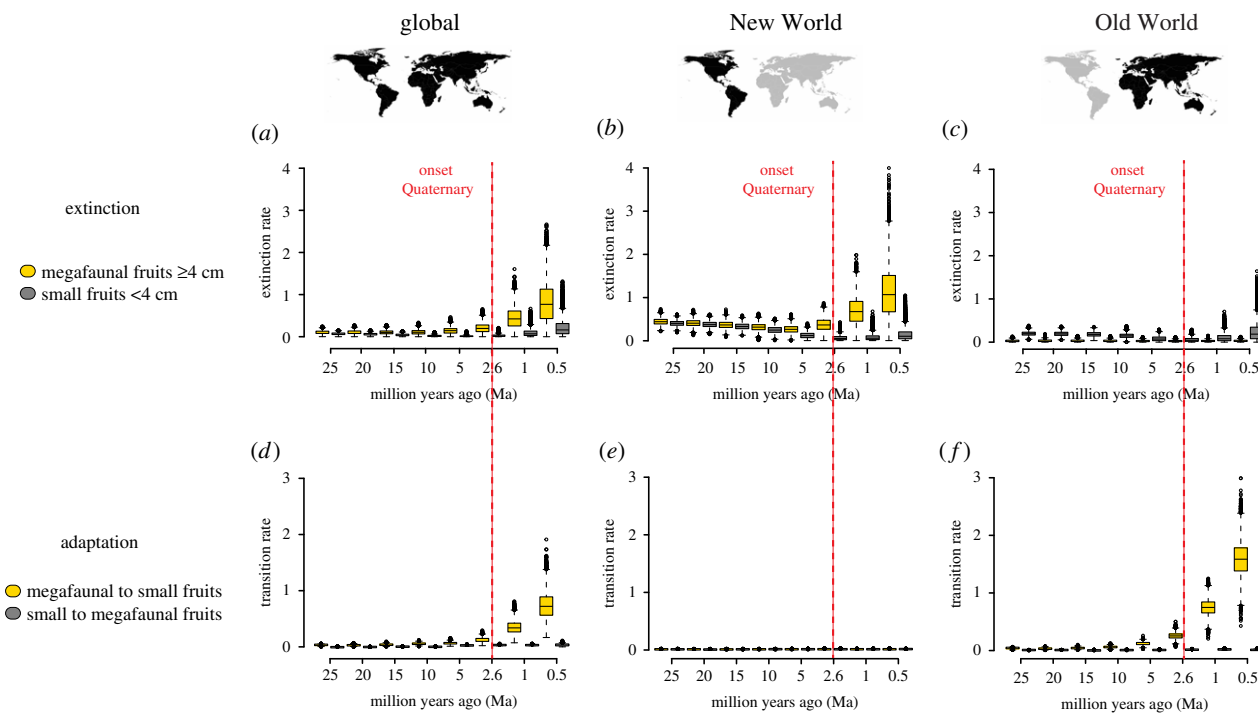 global
New World
Old World
(a)
(b)
(c)
extinction
megafaunal fruits ≥4 cm
small fruits <4 cm
4
3
2
1
0
extinction rate
onset
Quaternary
25 20 15 10 5 2.6 1 0.5
million years ago (Ma)
4
3
2
1
0
extinction rate
onset
Quaternary
25 20 15 10 5 2.6 1 0.5
million years ago (Ma)
4
3
2
1
0
extinction rate
onset
Quaternary
25 20 15 10 5 2.6 1 0.5
million years ago (Ma)
(d)
(e)
(f)
adaptation
megafaunal to small fruits
small to megafaunal fruits
3
2
1
0
transition rate
25 20 15 10 5 2.6 1 0.5
million years ago (Ma)
3
2
1
0
transition rate
25 20 15 10 5 2.6 1 0.5
million years ago (Ma)
3
2
1
0
transition rate
25 20 15 10 5 2.6 1 0.5
million years ago (Ma)